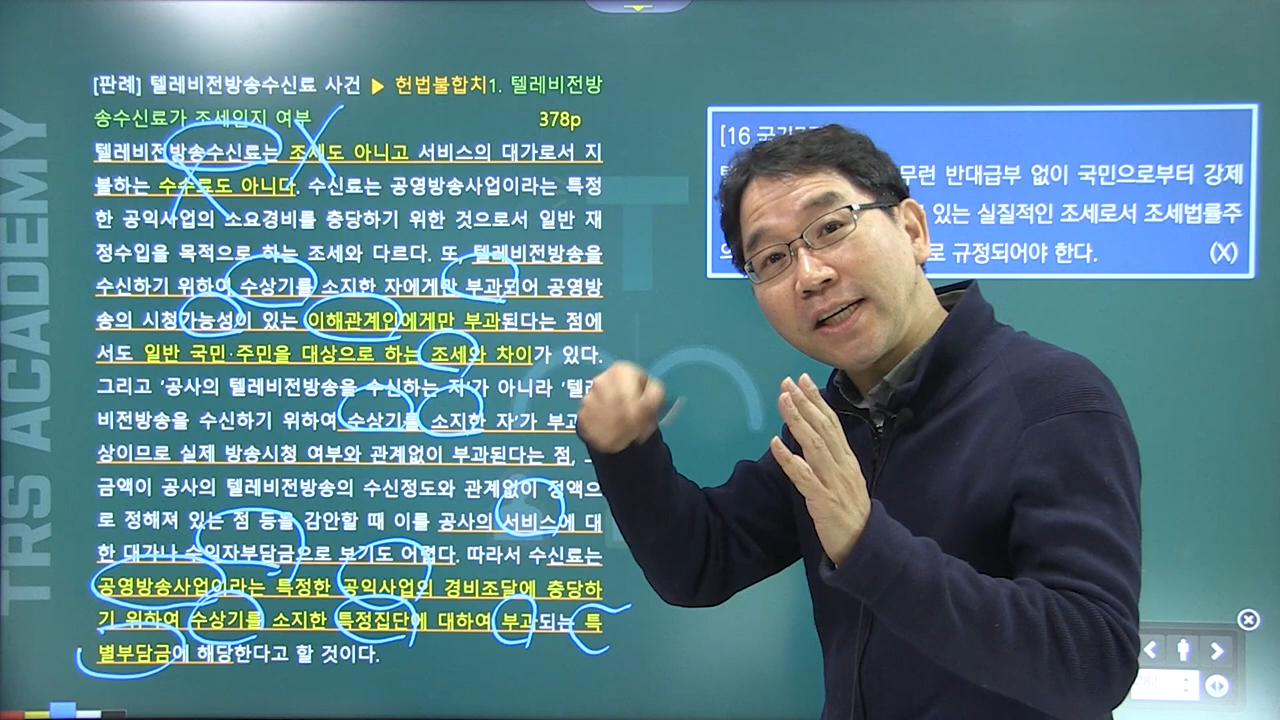 [판례] 텔레비전방송수신료 사건 ▶ 헌법불합치1. 텔레비전방
송수신료가 조세인지 여부 378p
텔레비전방송수신료는 조세도 아니고 서비스의 대가로서 지
불하는 수수료도 아니다. 수신료는 공영방송사업이라는 특정
한 공익사업의 소요경비를 충당하기 위한 것으로서 일반 재
정수입을 목적으로 하는 조세와 다르다. 또, 텔레비전방송을
수신하기 위하여 수상기를 소지한 자에게만 부과되어 공영방
송의 시청가능성이 있는 이해관계인에게만 부과된다는 점에
서도 일반 국민·주민을 대상으로 하는 조세와 차이가 있다.
그리고 '공사의 텔레비전방송을 수신하는 자'가 아니라 '텔레
비전방송을 수신하기 위하여 수상기를 소지한 자'가 부과
상이므로 실제 방송시청 여부와 관계없이 부과된다는 점,
금액이 공사의 텔레비전방송의 수신정도와 관계없이 정액으
로 정해져 있는 점 등을 감안할 때 이를 공사의 서비스에 대
한 대가나 수익자부담금으로 보기도 어렵다. 따라서 수신료는
공영방송사업이라는 특정한 공익사업의 경비조달에 충당하
기 위하여 수상기를 소지한 특정집단에 대하여 부과되는 특
별부담금에 해당한다고 할 것이다.
[16
무런 반대급부 없이 국민으로부터 강제
있는 실질적인 조세로서 조세법률주
로 규정되어야 한다. (X)
TRS ACADEMY